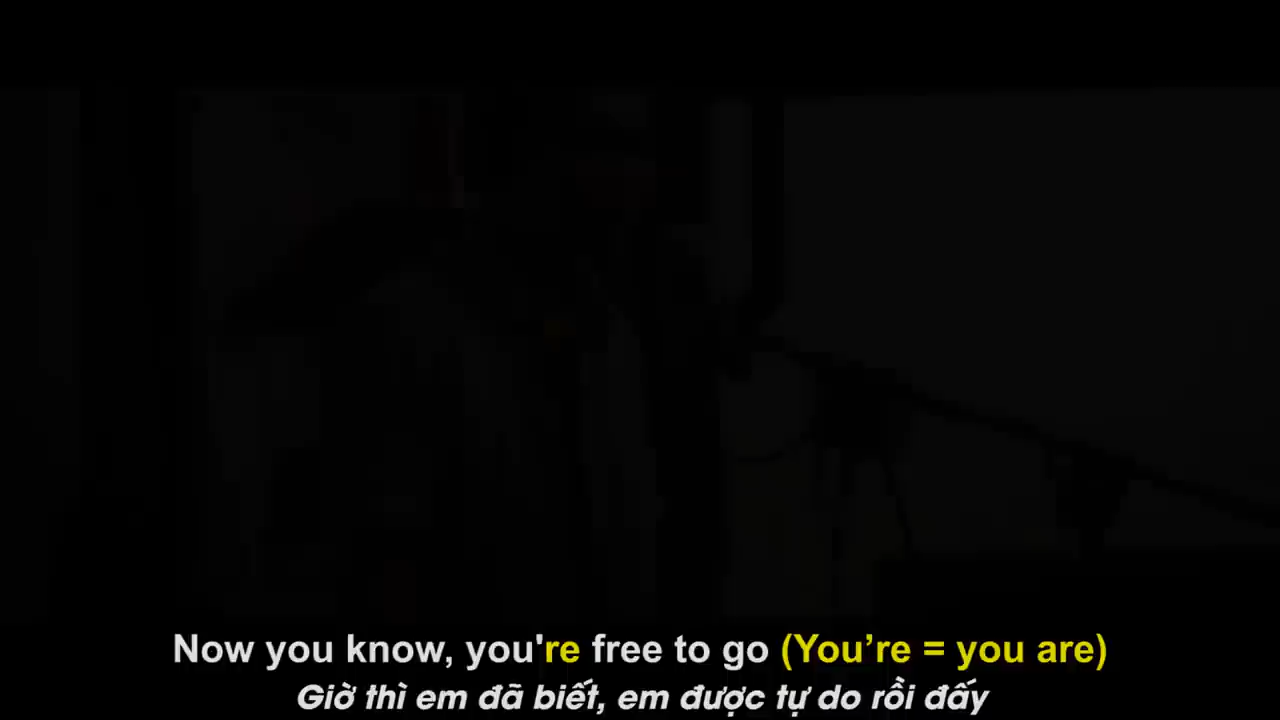 Now you know, you're free to go (You’re = you are)
Giờ thì em đã biết, em được tự do rồi đấy